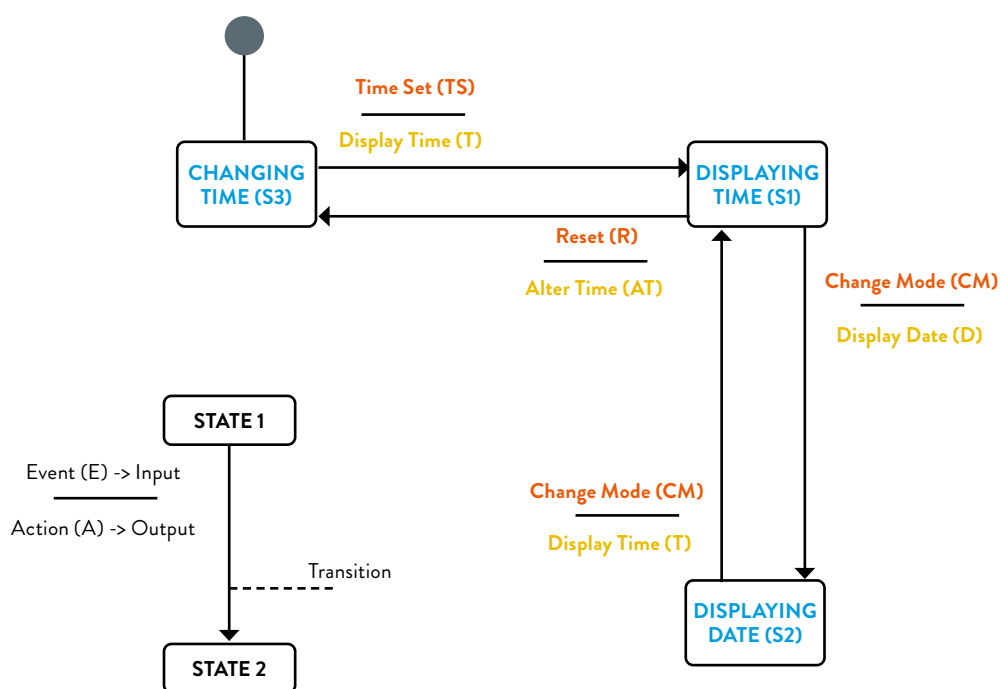 Time Set (TS)
Display Time (T)
CHANGING
TIME (S3)
DISPLAYING
TIME (S1)
Reset (R)
Alter Time (AT)
Change Mode (CM)
Display Date (D)
STATE 1
Event (E) -> Input
Action (A) -> Output
Transition
STATE 2
Change Mode (CM)
Display Time (T)
DISPLAYING
DATE (S2)